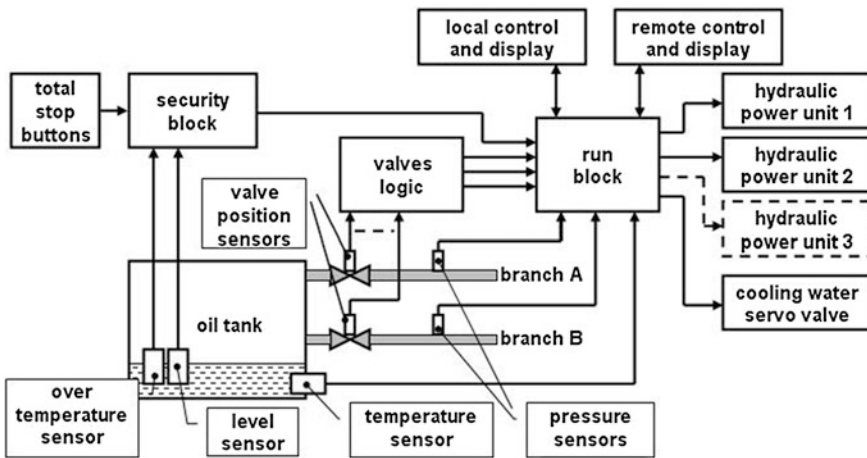 local control
and display
remote control
and display
total
stop
buttons
security
block
hydraulic
power unit 1
valves
logic
run
block
hydraulic
power unit 2
valve
position
sensors
hydraulic
power unit 3
branch A
cooling water
servo valve
oil tank
branch B
over
temperature
sensor
level
sensor
temperature
sensor
pressure
sensors